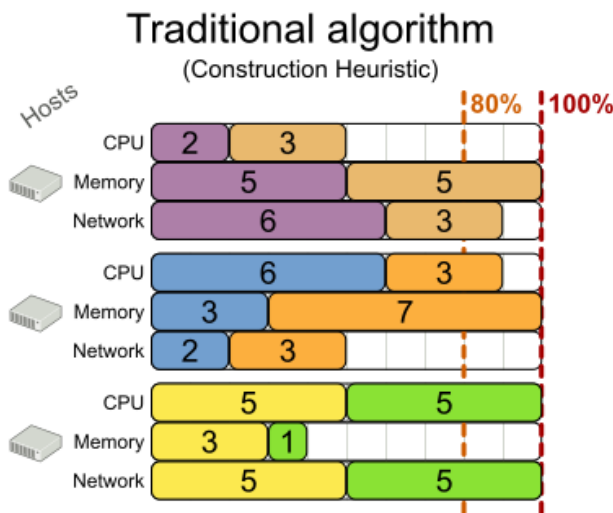 Traditional algorithm
(Construction Heuristic)
Hosts
80% 100%
CPU 2 3
Memory 5 5
Network 6 3
CPU 6 3
Memory 3 7
Network 2 3
CPU 5 5
Memory 3 1
Network 5 5